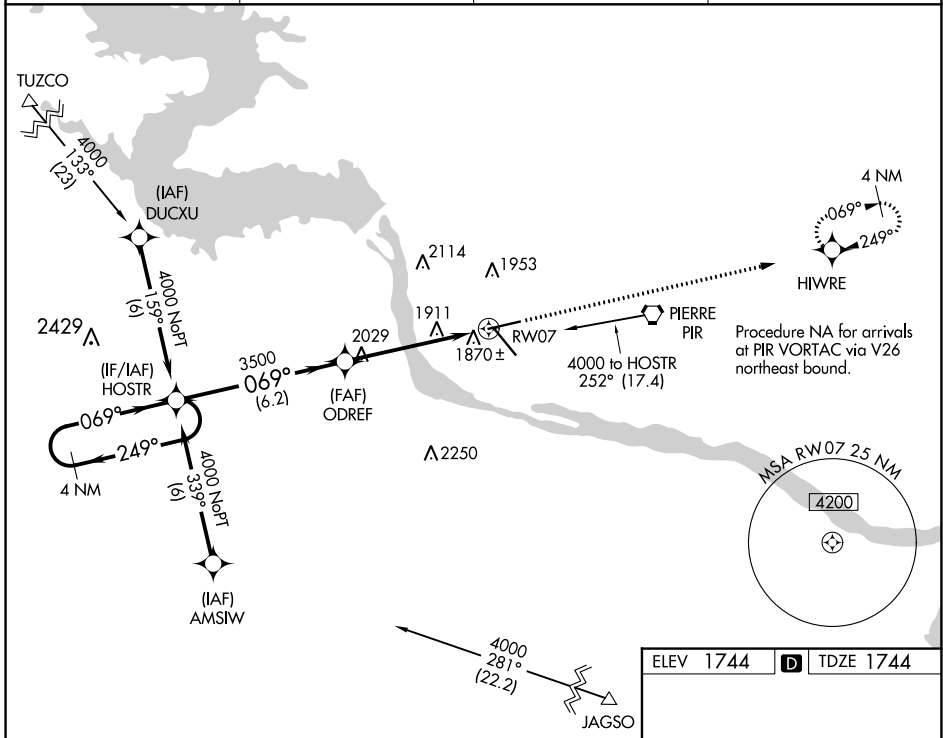 TUZCO
4000
133°
(23)
(IAF)
DUCXU
4000 NoPT
159°
(6)
2429
(IF/IAF)
HOSTR
3500
069°
(6.2)
(FAF)
ODREF
2029
2114
1953
1911
1870±
RW07
4 NM
069°
249°
HIWRE
PIERRE
PIR
4000 to HOSTR
252° (17.4)
Procedure NA for arrivals
at PIR VORTAC via V26
northeast bound.
069°
249°
4 NM
4000 NoPT
339°
(6)
(IAF)
AMSIW
2250
MSA RW07 25 NM
4200
4000
281°
(22.2)
JAGSO
ELEV 1744 D TDZE 1744